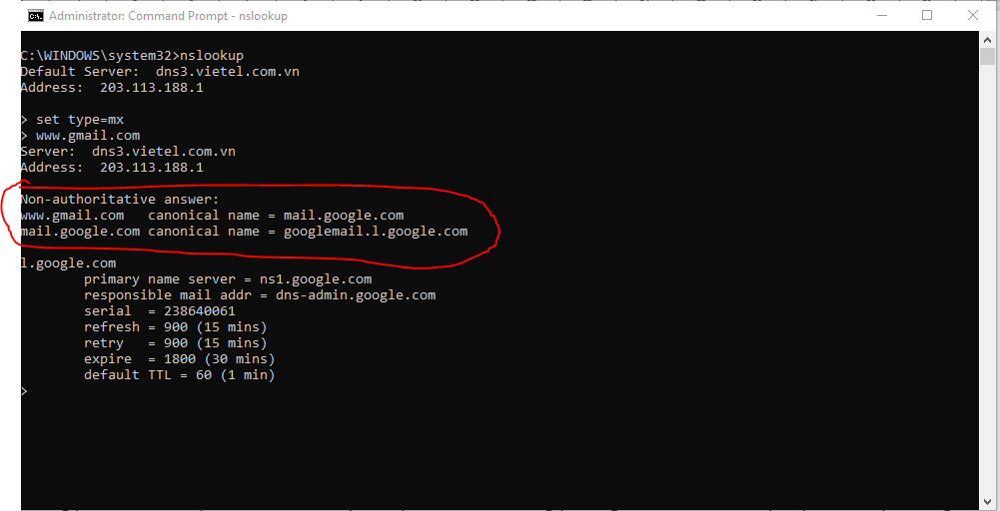 Administrator: Command Prompt - nslookup
C:\WINDOWS\system32>nslookup
Default Server:  dns3.vietel.com.vn
Address:  203.113.188.1
> set type=mx
> www.gmail.com
Server:  dns3.vietel.com.vn
Address:  203.113.188.1
Non-authoritative answer:
www.gmail.com   canonical name = mail.google.com
mail.google.com canonical name = googlemail.l.google.com
l.google.com
        primary name server = ns1.google.com
        responsible mail addr = dns-admin.google.com
        serial  = 238640061
        refresh = 900 (15 mins)
        retry   = 900 (15 mins)
        expire  = 1800 (30 mins)
        default TTL = 60 (1 min)
>